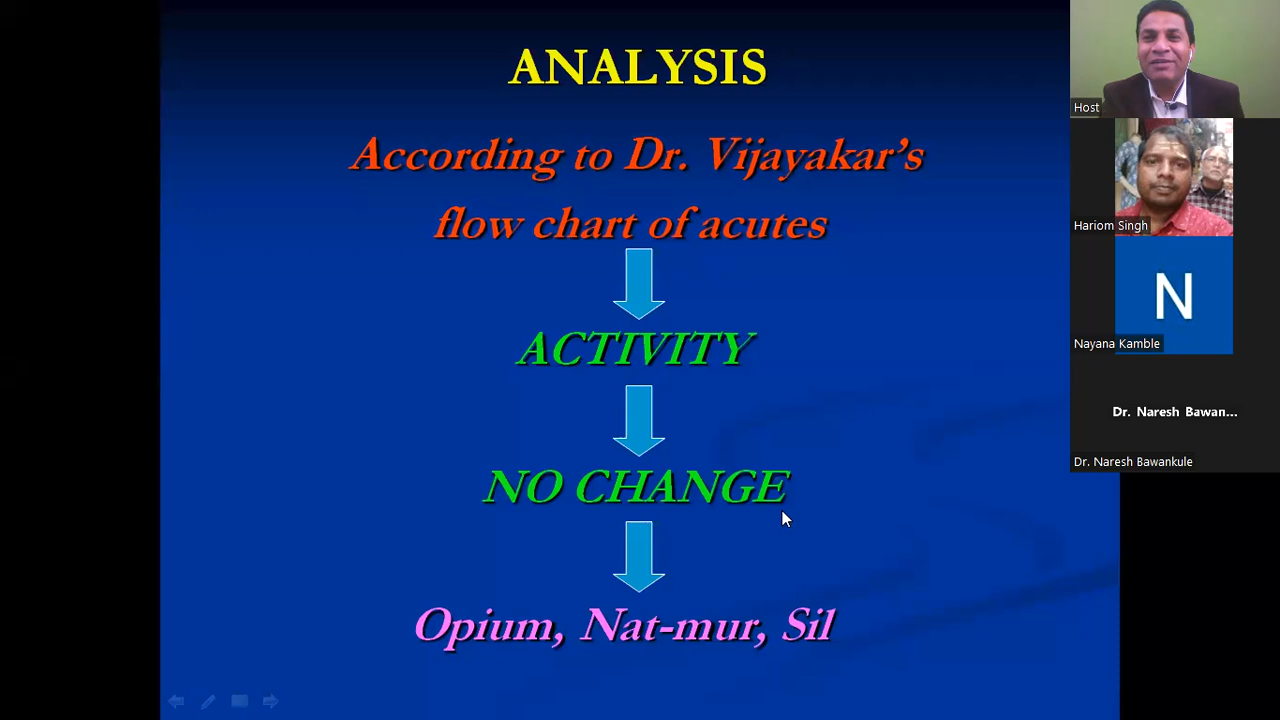 ANALYSIS
According to Dr. Vijayakar's
flow chart of acutes
ACTIVITY
NO CHANGE
Opium, Nat-mur, Sil
Host
Hariom Singh
N
Nayana Kamble
Dr. Naresh Bawan...
Dr. Naresh Bawankule